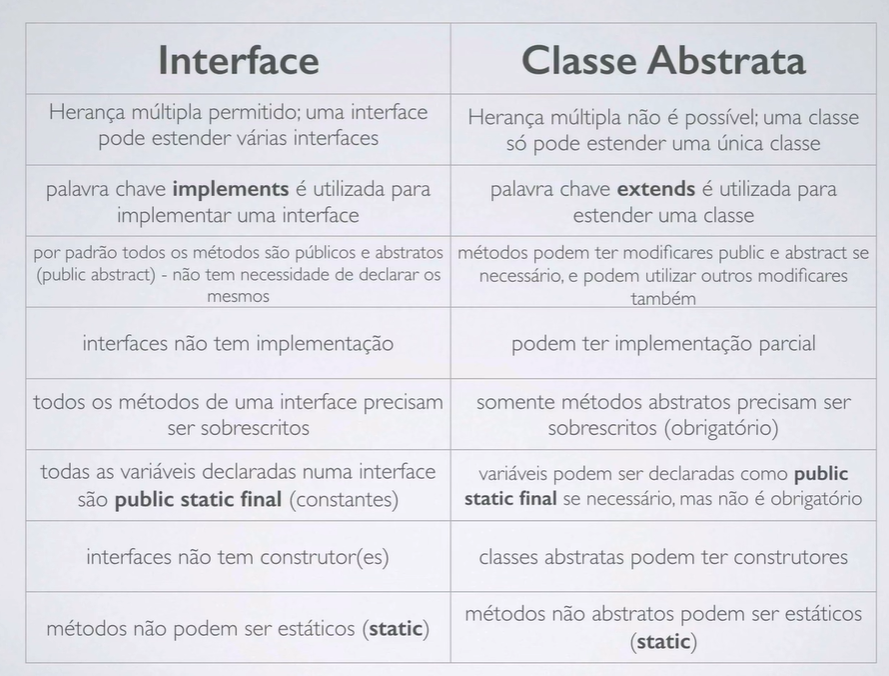 Interface
Classe Abstrata
Herança múltipla permitido; uma interface
pode estender várias interfaces
Herança múltipla não é possível; uma classe
só pode estender uma única classe
palavra chave implements é utilizada para
implementar uma interface
palavra chave extends é utilizada para
estender uma classe
por padrão todos os métodos são públicos e abstratos
(public abstract) - não tem necessidade de declarar os
mesmos
métodos podem ter modificares public e abstract se
necessário, e podem utilizar outros modificares
também
interfaces não tem implementação
podem ter implementação parcial
todos os métodos de uma interface precisam
ser sobrescritos
somente métodos abstratos precisam ser
sobrescritos (obrigatório)
todas as variáveis declaradas numa interface
são public static final (constantes)
variáveis podem ser declaradas como public
static final se necessário, mas não é obrigatório
interfaces não tem construtor(es)
classes abstratas podem ter construtores
métodos não podem ser estáticos (static)
métodos não abstratos podem ser estáticos
(static)